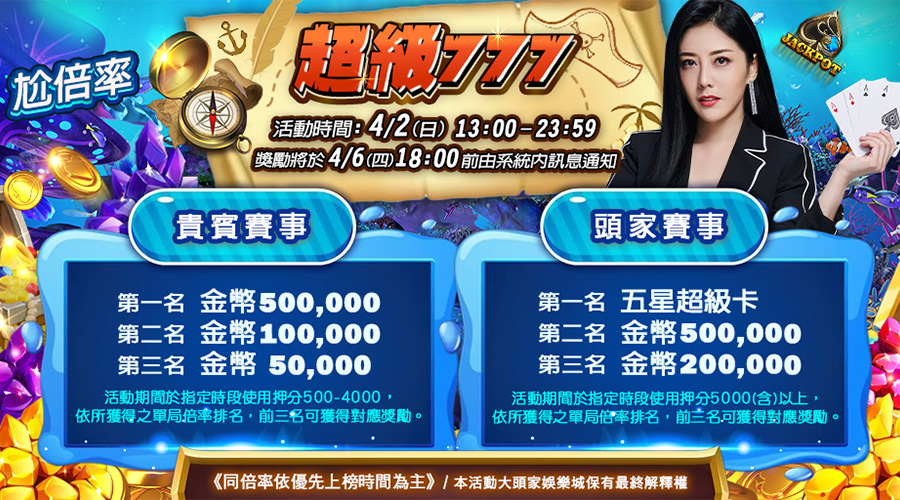 尬倍率
超級777
JACKPOT
活動時間：4/2(日) 13:00-23:59
獎勵將於 4/6(四)18:00前由系統內訊息通知
貴賓賽事
第一名 金幣500,000
第二名 金幣100,000
第三名 金幣 50,000
活動期間於指定時段使用押分500-4000，
依所獲得之單局倍率排名，前三名可獲得對應獎勵。
頭家賽事
第一名 五星超級卡
第二名 金幣500,000
第三名 金幣200,000
活動期間於指定時段使用押分5000(含)以上，
依所獲得之單局倍率排名，前三名可獲得對應獎勵。
《同倍率依優先上榜時間為主》/ 本活動大頭家娛樂城保有最終解釋權